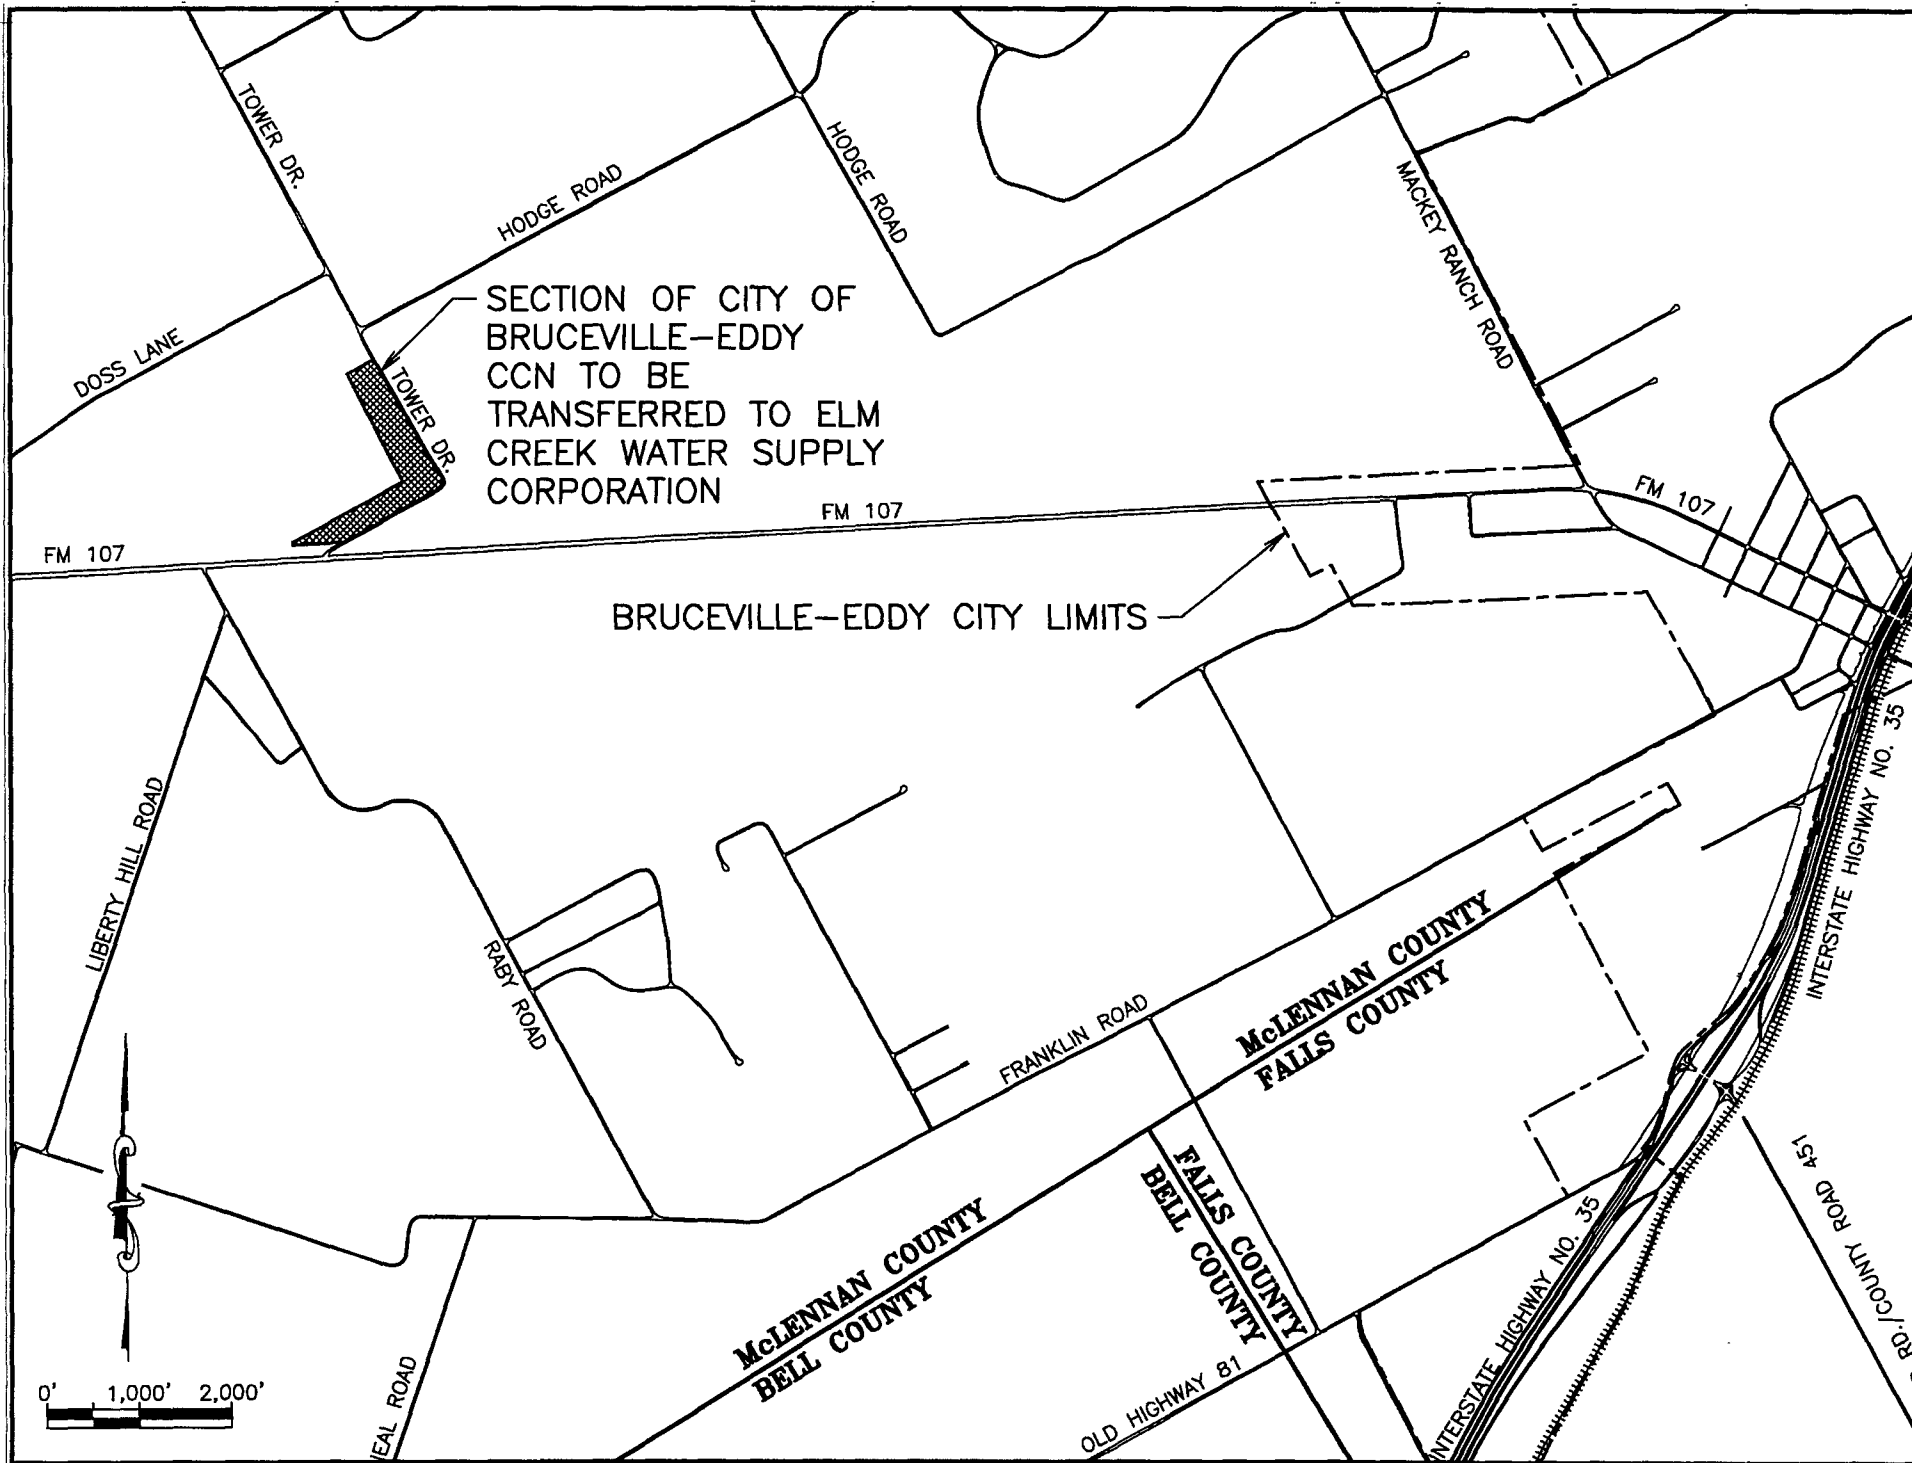 TOWER DR.
HODGE ROAD
HODGE ROAD
MACKEY RANCH ROAD
DOSS LANE
SECTION OF CITY OF
BRUCEVILLE-EDDY
CCN TO BE
TRANSFERRED TO ELM
CREEK WATER SUPPLY
CORPORATION
TOWER DR.
FM 107
FM 107
FM 107
BRUCEVILLE-EDDY CITY LIMITS
LIBERTY HILL ROAD
RABY ROAD
INTERSTATE HIGHWAY NO. 35
FRANKLIN ROAD
McLENNAN COUNTY
FALLS COUNTY
FALLS COUNTY
BELL COUNTY
McLENNAN COUNTY
BELL COUNTY
INTERSTATE HIGHWAY NO. 35
RD./COUNTY ROAD 451
OLD HIGHWAY 81
EAL ROAD
0' 1,000' 2,000'